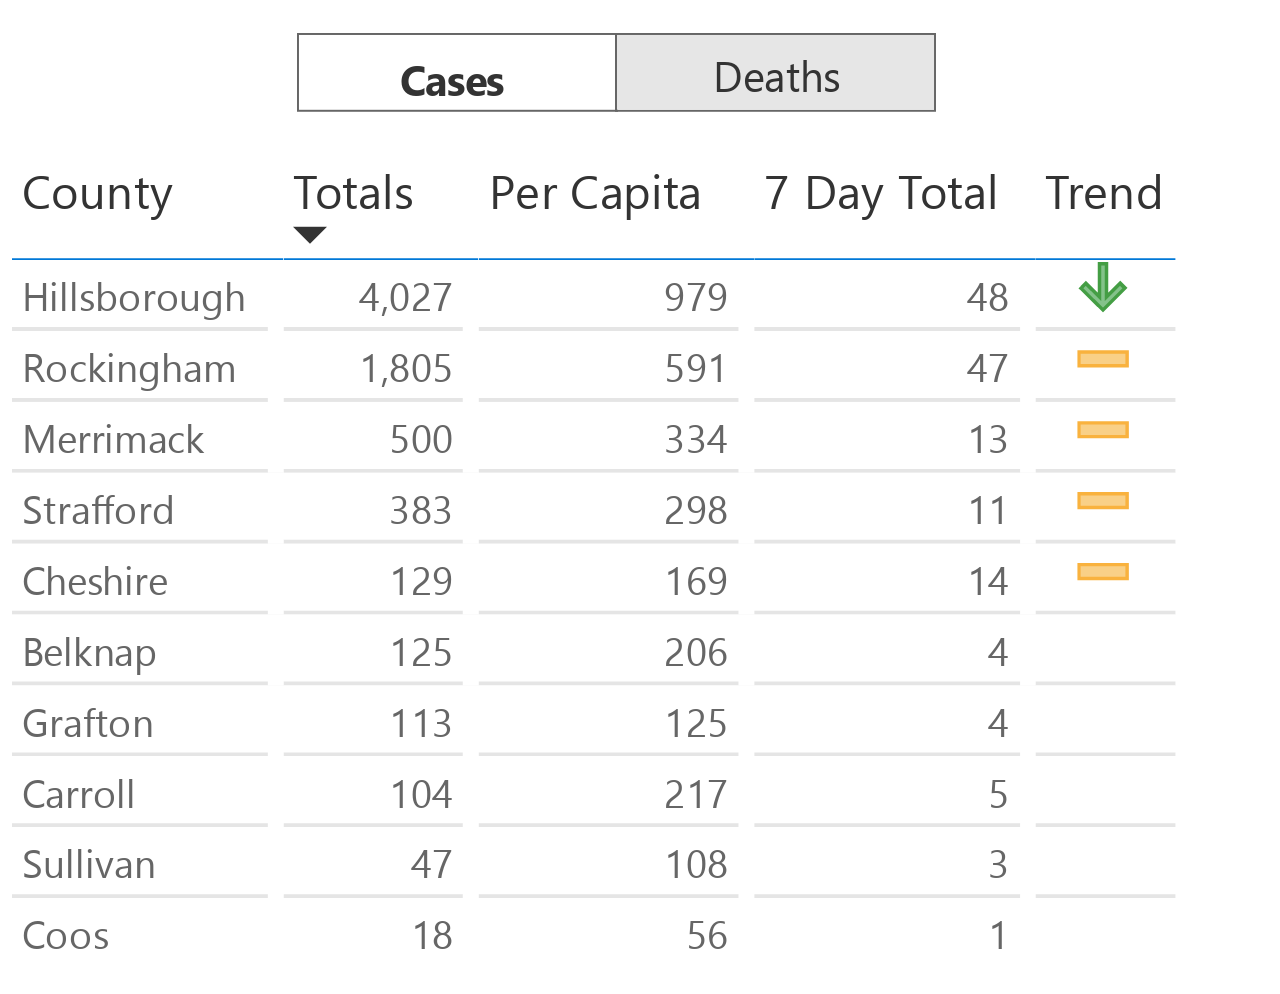 Cases Deaths
County Totals Per Capita 7 Day Total Trend
Hillsborough 4,027 979 48
Rockingham 1,805 591 47
Merrimack 500 334 13
Strafford 383 298 11
Cheshire 129 169 14
Belknap 125 206 4
Grafton 113 125 4
Carroll 104 217 5
Sullivan 47 108 3
Coos 18 56 1